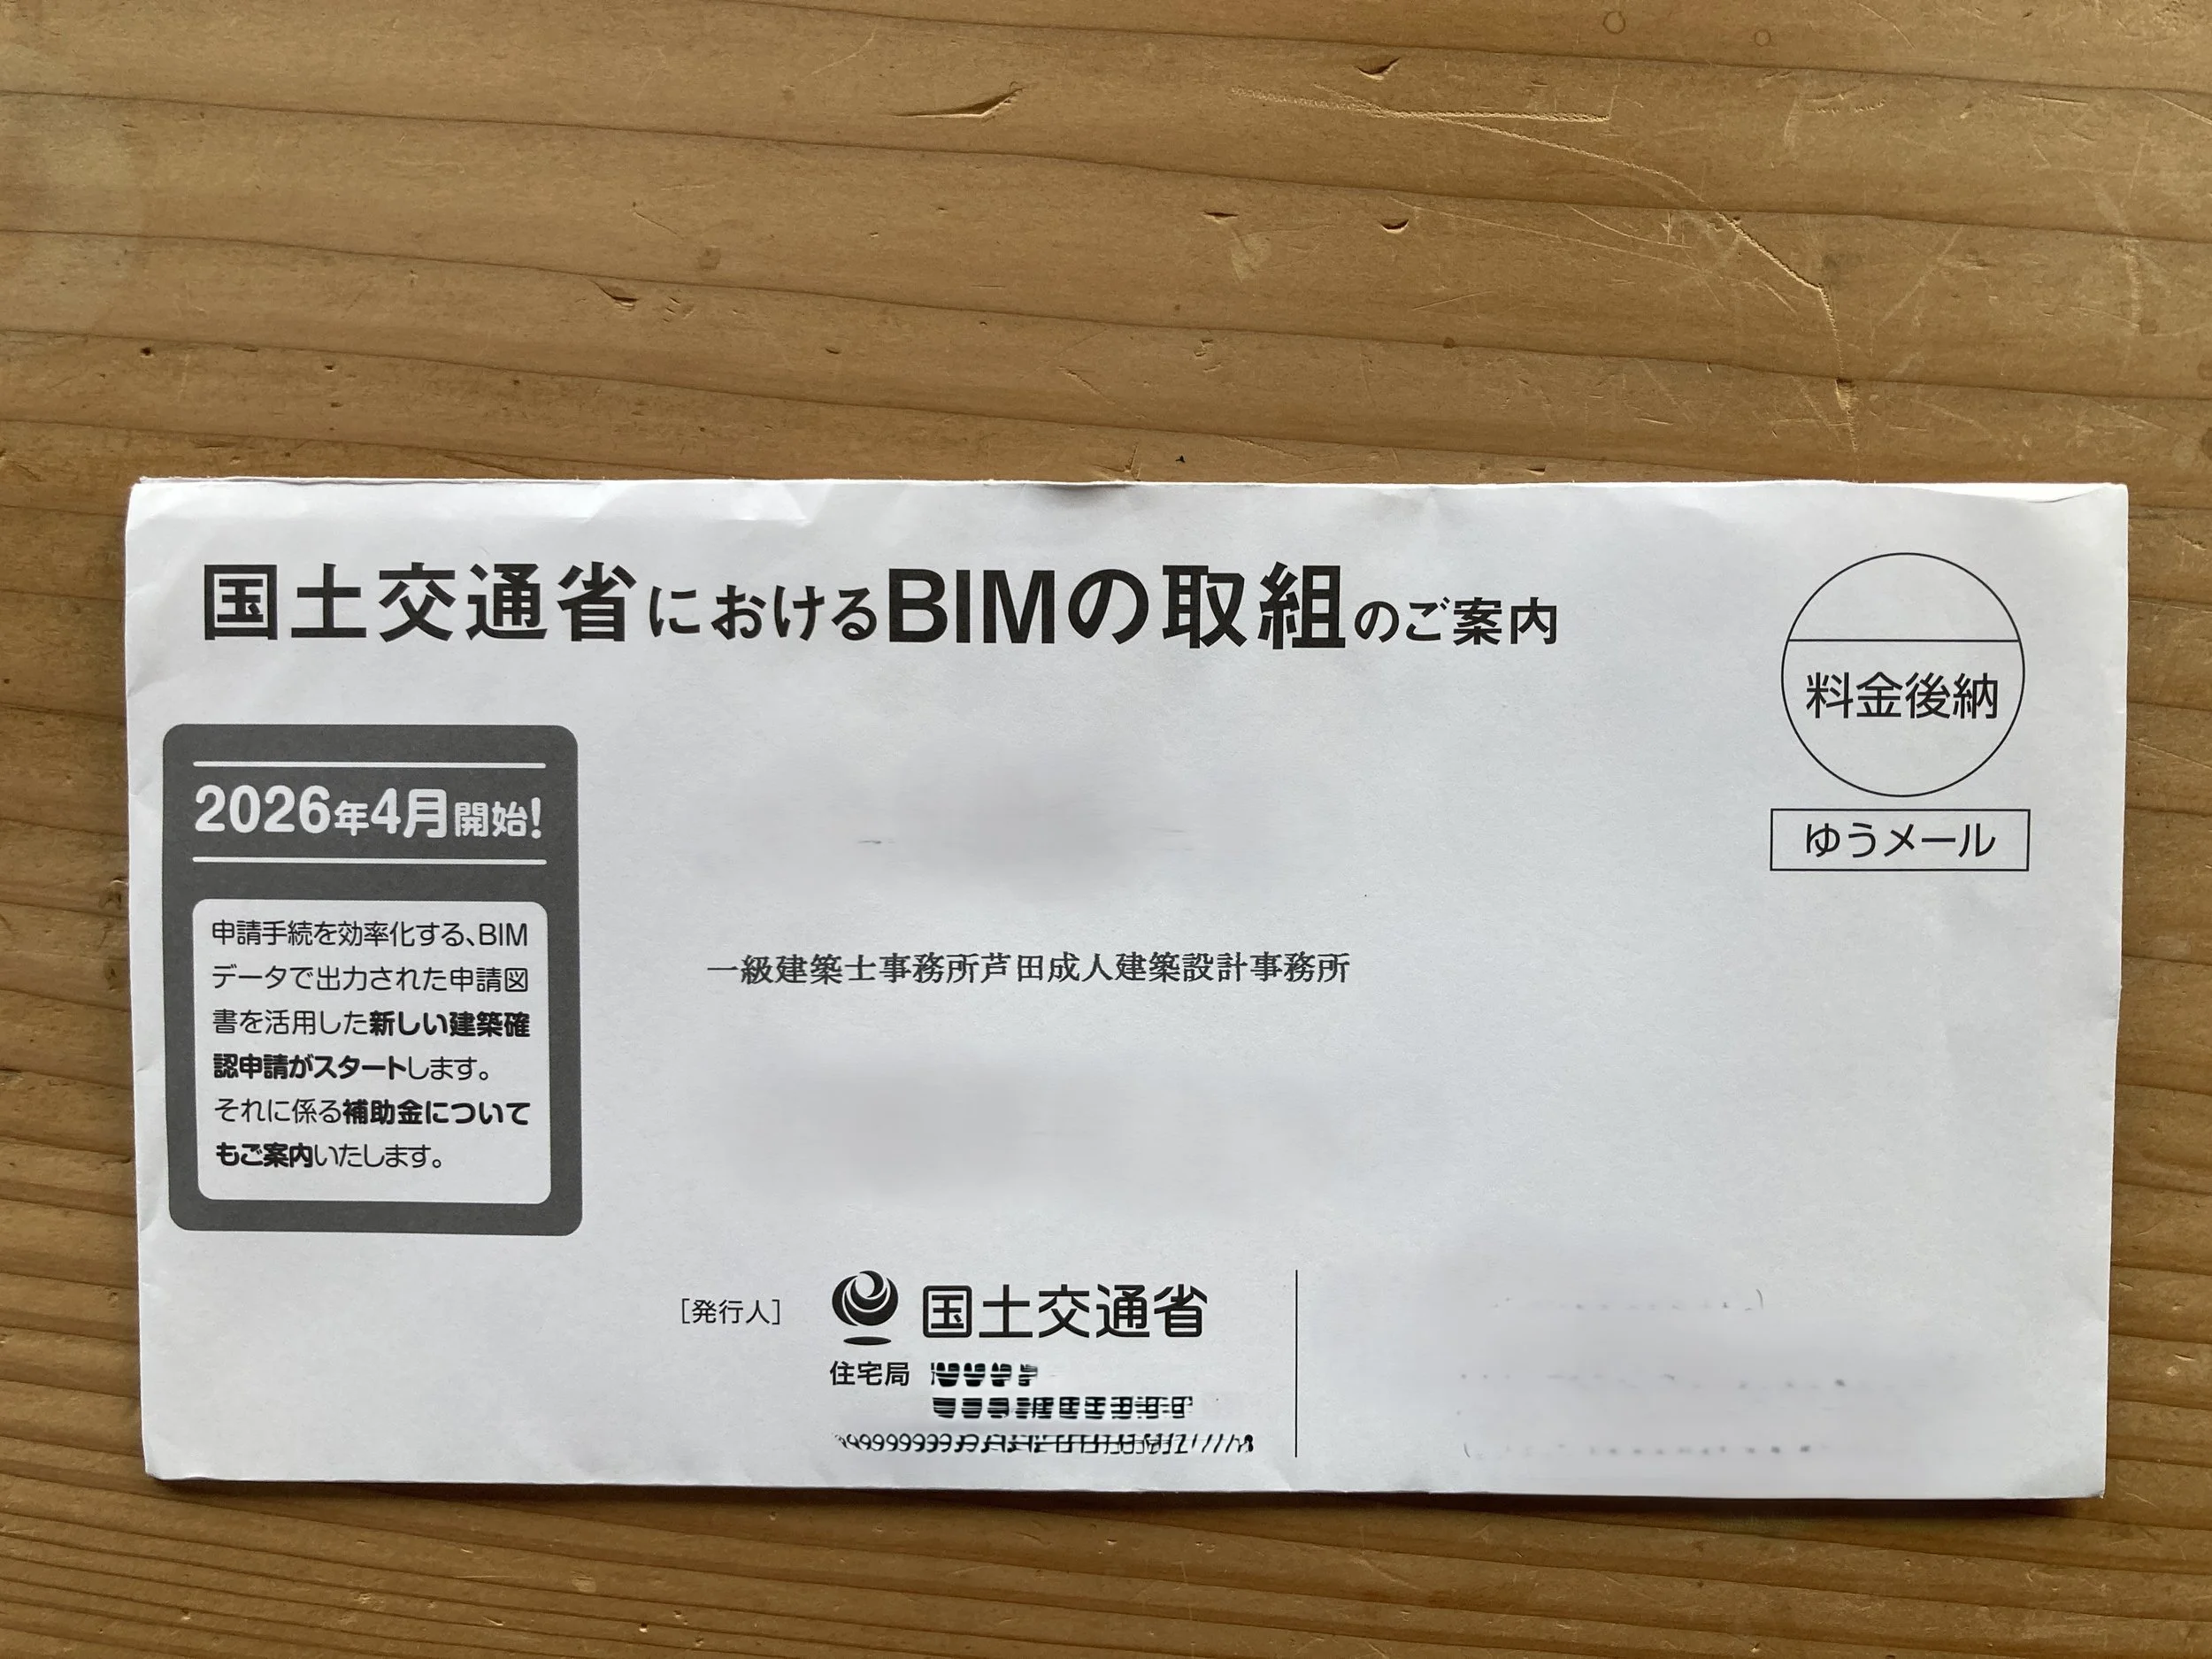 国土交通省におけるBIMの取組のご案内
料金後納
ゆうメール
2026年4月開始!
申請手続を効率化する、BIM
データで出力された申請図
書を活用した新しい建築確
認申請がスタートします。
それに係る補助金について
もご案内いたします。
一級建築士事務所芦田成人建築設計事務所
［発行人］
国土交通省
住宅局